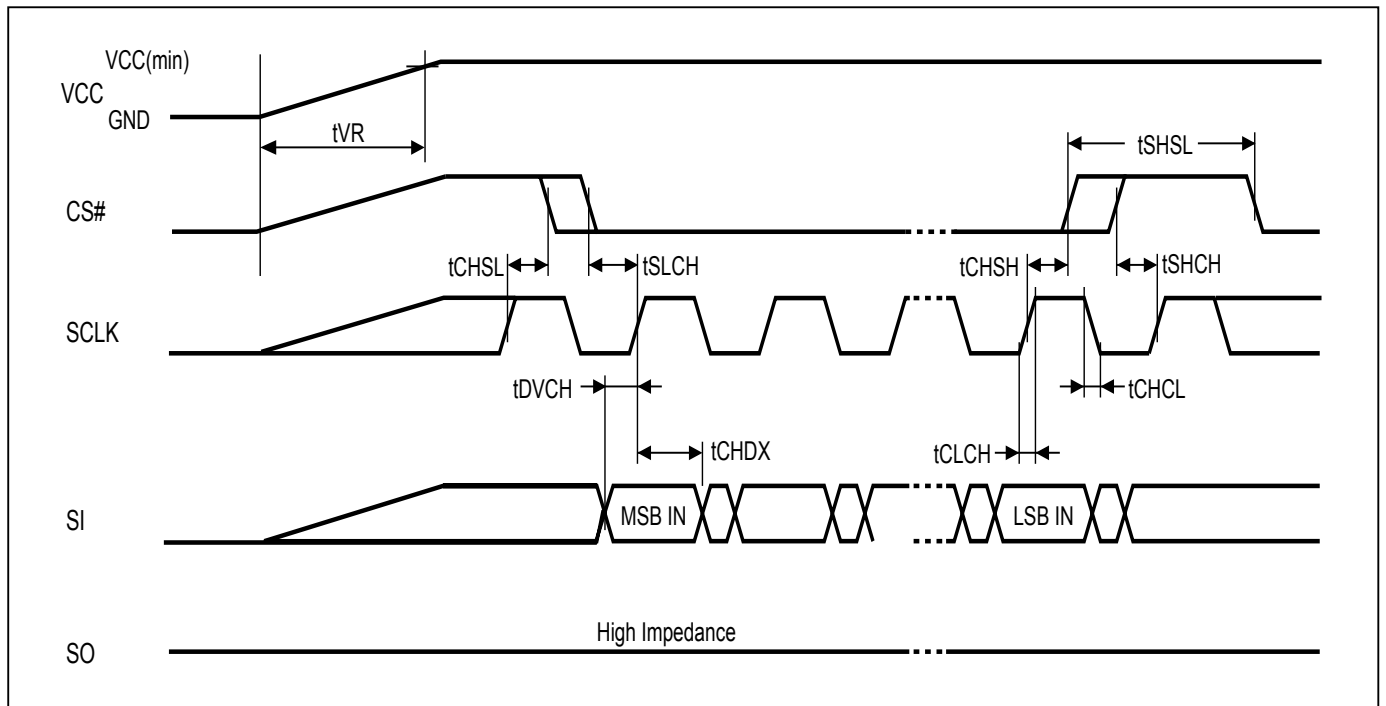 VCC(min)
VCC
GND
tVR
tSHSL
CS#
tCHSL
tSLCH
tCHSH
tSHCH
SCLK
tDVCH
tCHCL
tCHDX
tCLCH
SI
MSB IN
LSB IN
High Impedance
SO